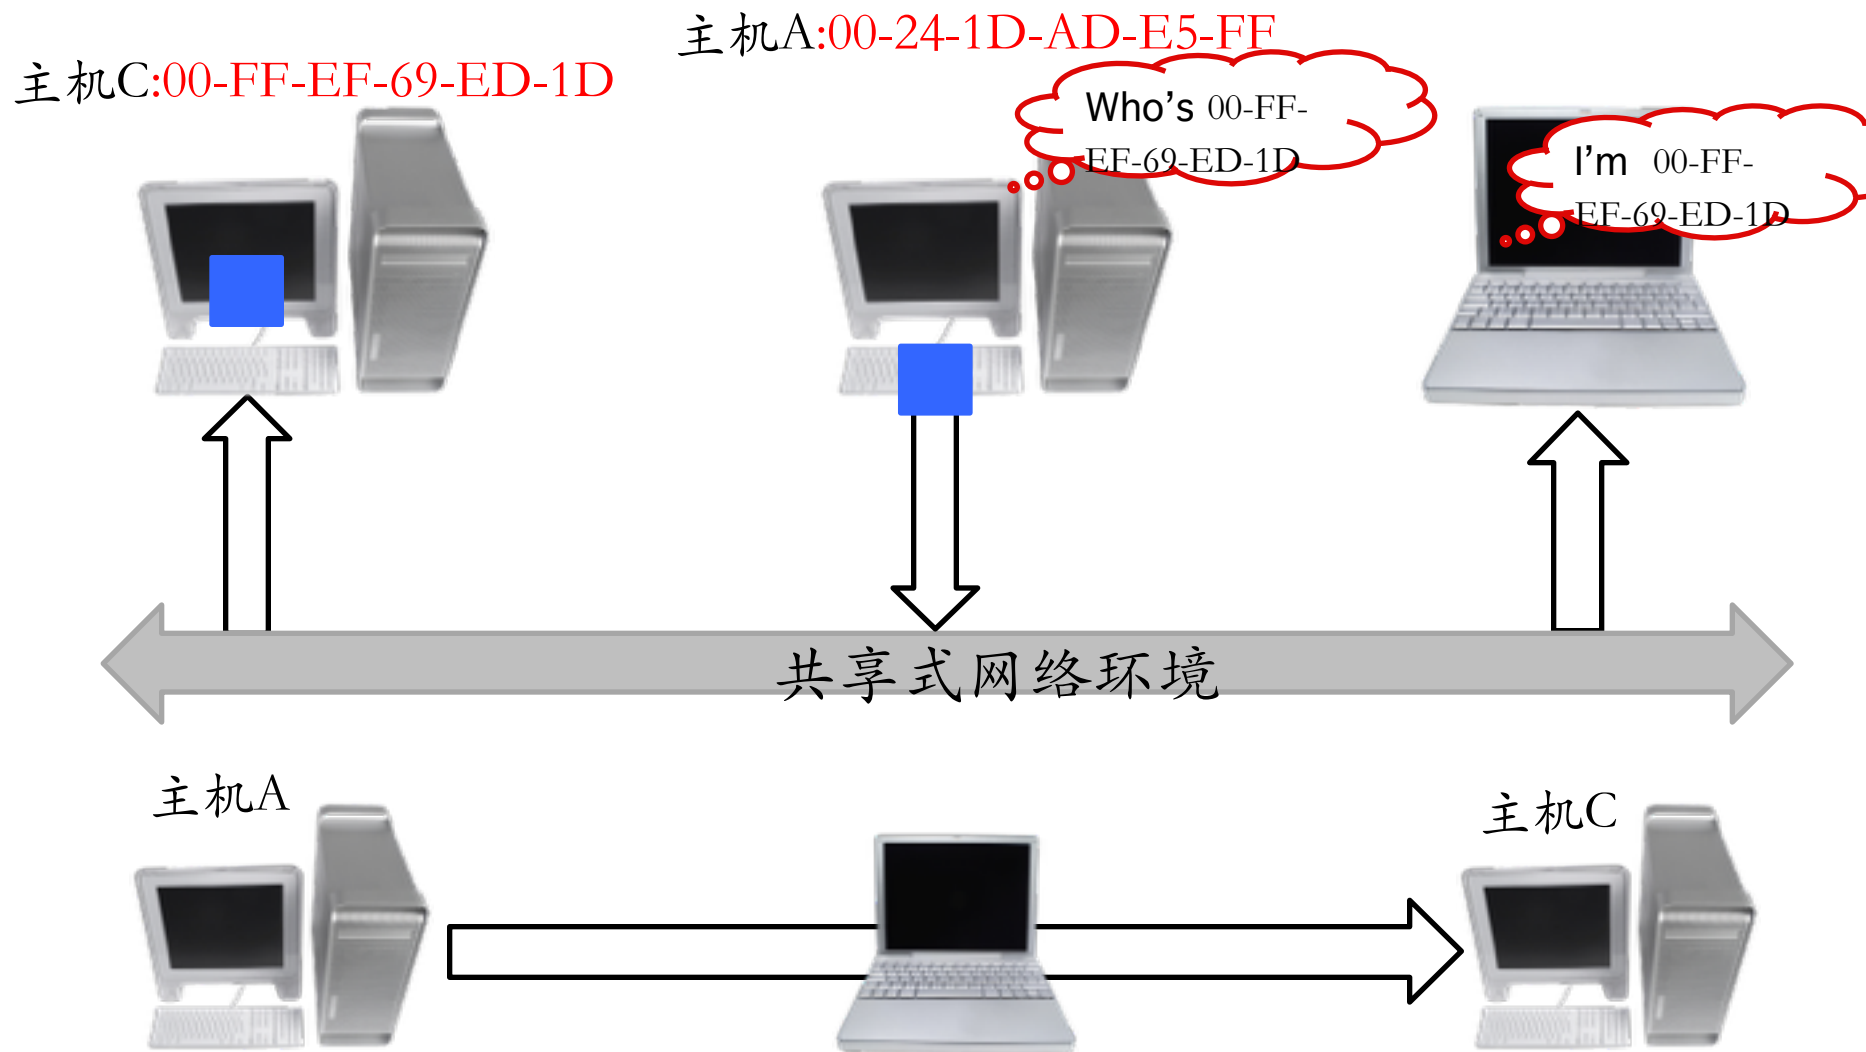 主机A:00-24-1D-AD-E5-FF
主机C:00-FF-EF-69-ED-1D
Who's 00-FF-
EF-69-ED-1D
I'm 00-FF-
EF-69-ED-1D
共享式网络环境
主机A
主机C